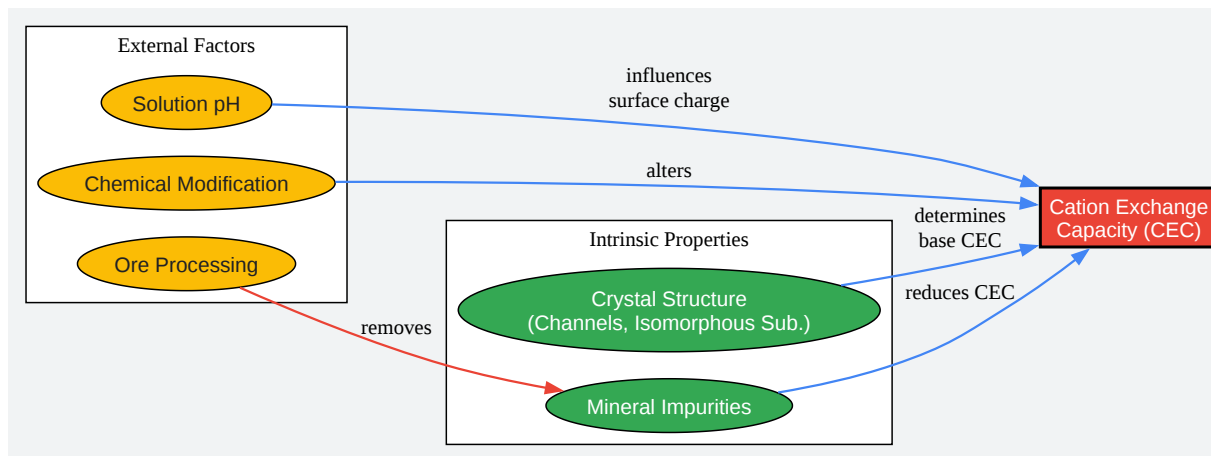 External Factors
Solution pH
Chemical Modification
Ore Processing
influences
surface charge
alters
removes
Intrinsic Properties
Crystal Structure
(Channels, Isomorphous Sub.)
Mineral Impurities
determines
base CEC
reduces CEC
Cation Exchange
Capacity (CEC)